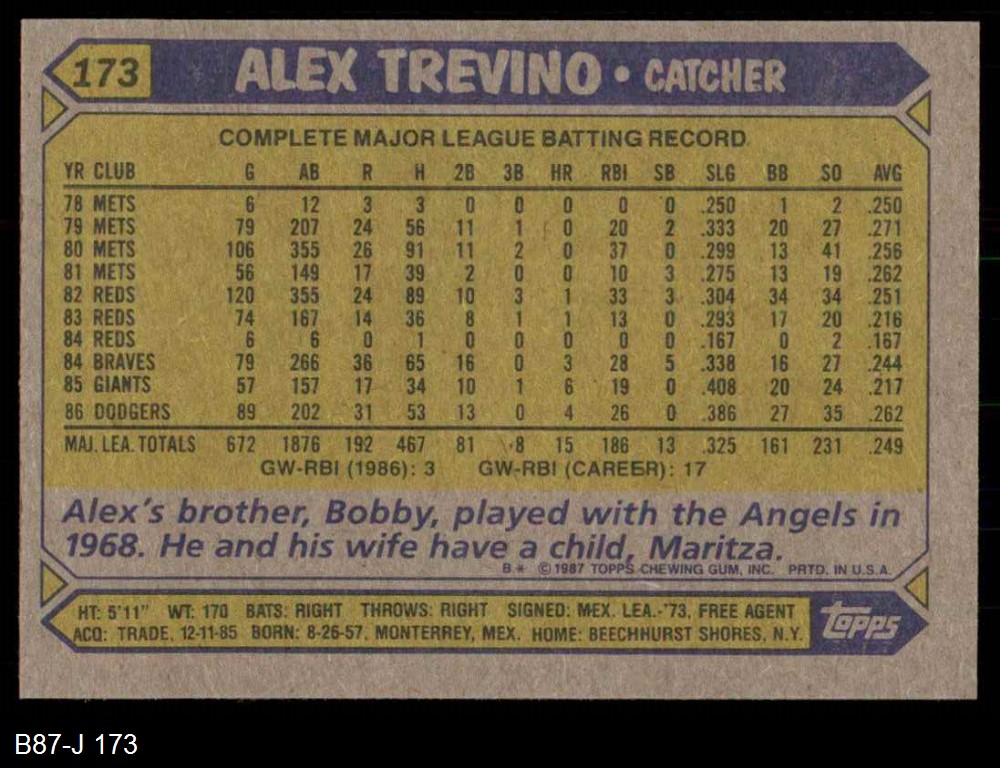 173 ALEX TREVINO • CATCHER
COMPLETE MAJOR LEAGUE BATTING RECORD
YR CLUB G AB R H 2B 3B HR RBI SB SLG BB SO AVG
78 METS 6 12 3 3 0 0 0 0 0 .250 1 2 .250
79 METS 79 207 24 56 11 1 0 20 2 .333 20 27 .271
80 METS 106 355 26 91 11 2 0 37 0 .299 13 41 .256
81 METS 56 149 17 39 2 0 0 10 3 .275 13 19 .262
82 REDS 120 355 24 89 10 3 1 33 3 .304 34 34 .251
83 REDS 74 167 14 36 8 1 1 13 0 .293 17 20 .216
84 REDS 6 6 0 1 0 0 0 0 0 .167 0 2 .167
84 BRAVES 79 266 36 65 16 0 3 28 5 .338 16 27 .244
85 GIANTS 57 157 17 34 10 1 6 19 0 .408 20 24 .217
86 DODGERS 89 202 31 53 13 0 4 26 0 .386 27 35 .262
MAJ. LEA. TOTALS 672 1876 192 467 81 8 15 186 13 .325 161 231 .249
GW-RBI (1986): 3 GW-RBI (CAREER): 17
Alex's brother, Bobby, played with the Angels in
1968. He and his wife have a child, Maritza.
B* ©1987 TOPPS CHEWING GUM, INC. PRTD. IN U.S.A.
HT: 5'11" WT: 170 BATS: RIGHT THROWS: RIGHT SIGNED: MEX. LEA.-'73, FREE AGENT
ACQ: TRADE, 12-11-85 BORN: 8-26-57, MONTERREY, MEX. HOME: BEECHHURST SHORES, N.Y.
Topps
B87-J 173